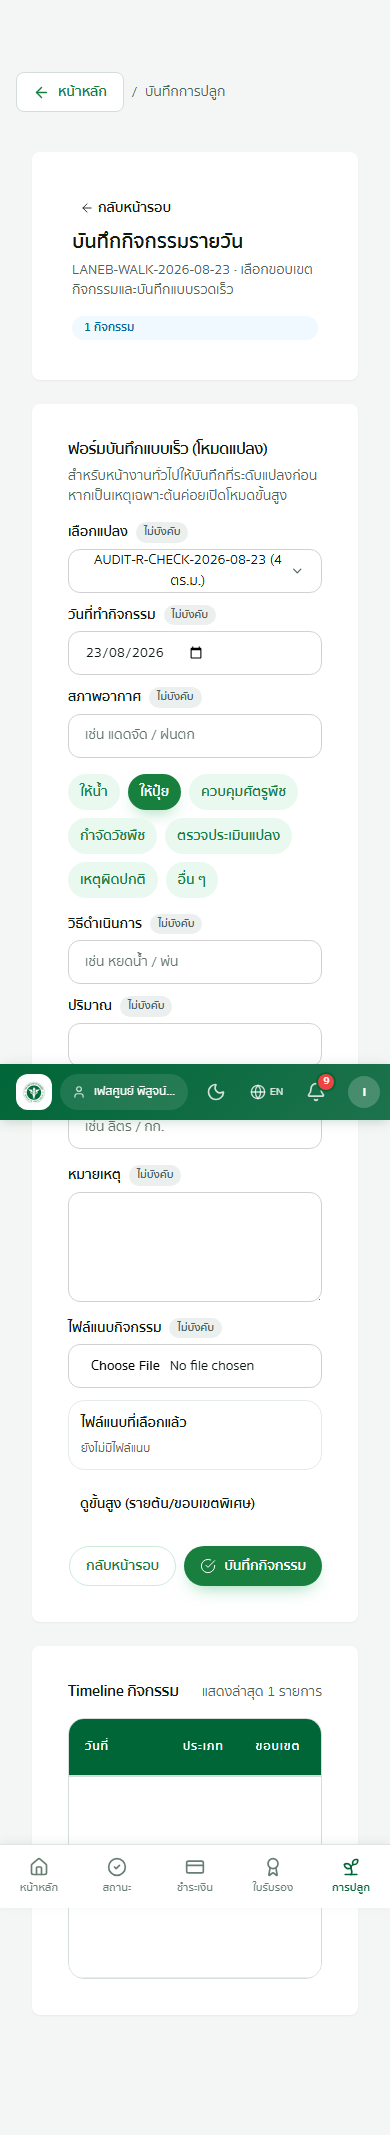 หน้าหลัก / บันทึกการปลูก
กลับหน้ารอบ
บันทึกกิจกรรมรายวัน
LANEB-WALK-2026-08-23 · เลือกขอบเขต
กิจกรรมและบันทึกแบบรวดเร็ว
1 กิจกรรม
ฟอร์มบันทึกแบบเร็ว (โหมดแปลง)
สำหรับหน้างานทั่วไปให้บันทึกที่ระดับแปลงก่อน
หากเป็นเหตุเฉพาะต้นค่อยเปิดโหมดขั้นสูง
เลือกแปลง ไม่บังคับ
AUDIT-R-CHECK-2026-08-23 (4
ตร.ม.)
วันที่ทำกิจกรรม ไม่บังคับ
23/08/2026
สภาพอากาศ ไม่บังคับ
เช่น แดดจัด / ฝนตก
ให้น้ำ ให้ปุ๋ย ควบคุมศัตรูพืช
กำจัดวัชพืช ตรวจประเมินแปลง
เหตุผิดปกติ อื่น ๆ
วิธีดำเนินการ ไม่บังคับ
เช่น หยดน้ำ / พ่น
ปริมาณ ไม่บังคับ
เฟสศูนย์ พิสูจน์... EN 9 I
เช่น ลิตร / กก.
หมายเหตุ ไม่บังคับ
ไฟล์แนบกิจกรรม ไม่บังคับ
Choose File No file chosen
ไฟล์แนบที่เลือกแล้ว
ยังไม่มีไฟล์แนบ
ดูขั้นสูง (รายต้น/ขอบเขตพิเศษ)
กลับหน้ารอบ บันทึกกิจกรรม
Timeline กิจกรรม แสดงล่าสุด 1 รายการ
วันที่ ประเภท ขอบเขต
หน้าหลัก สถานะ ชำระเงิน ใบรับรอง การปลูก